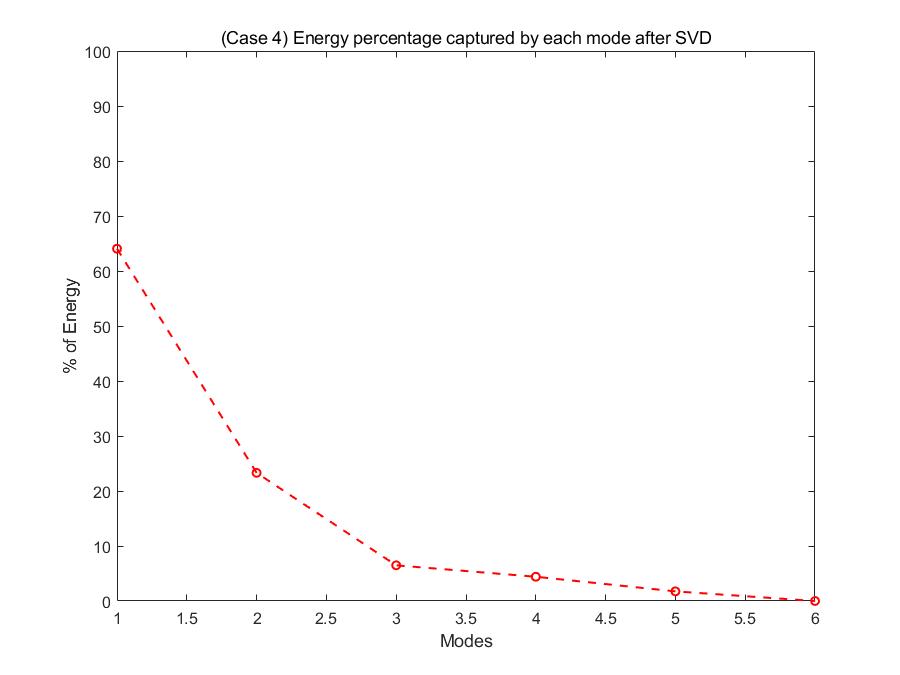 (Case 4) Energy percentage captured by each mode after SVD
100
90
80
70
60
50
40
30
20
10
0
% of Energy
1 1.5 2 2.5 3 3.5 4 4.5 5 5.5 6
Modes